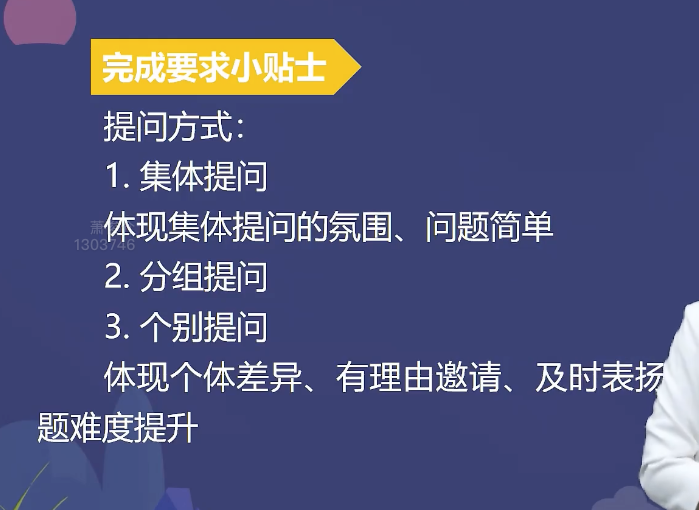 完成要求小贴士
提问方式：
1. 集体提问
体现集体提问的氛围、问题简单
2. 分组提问
3. 个别提问
体现个体差异、有理由邀请、及时表扬
题难度提升
1303746